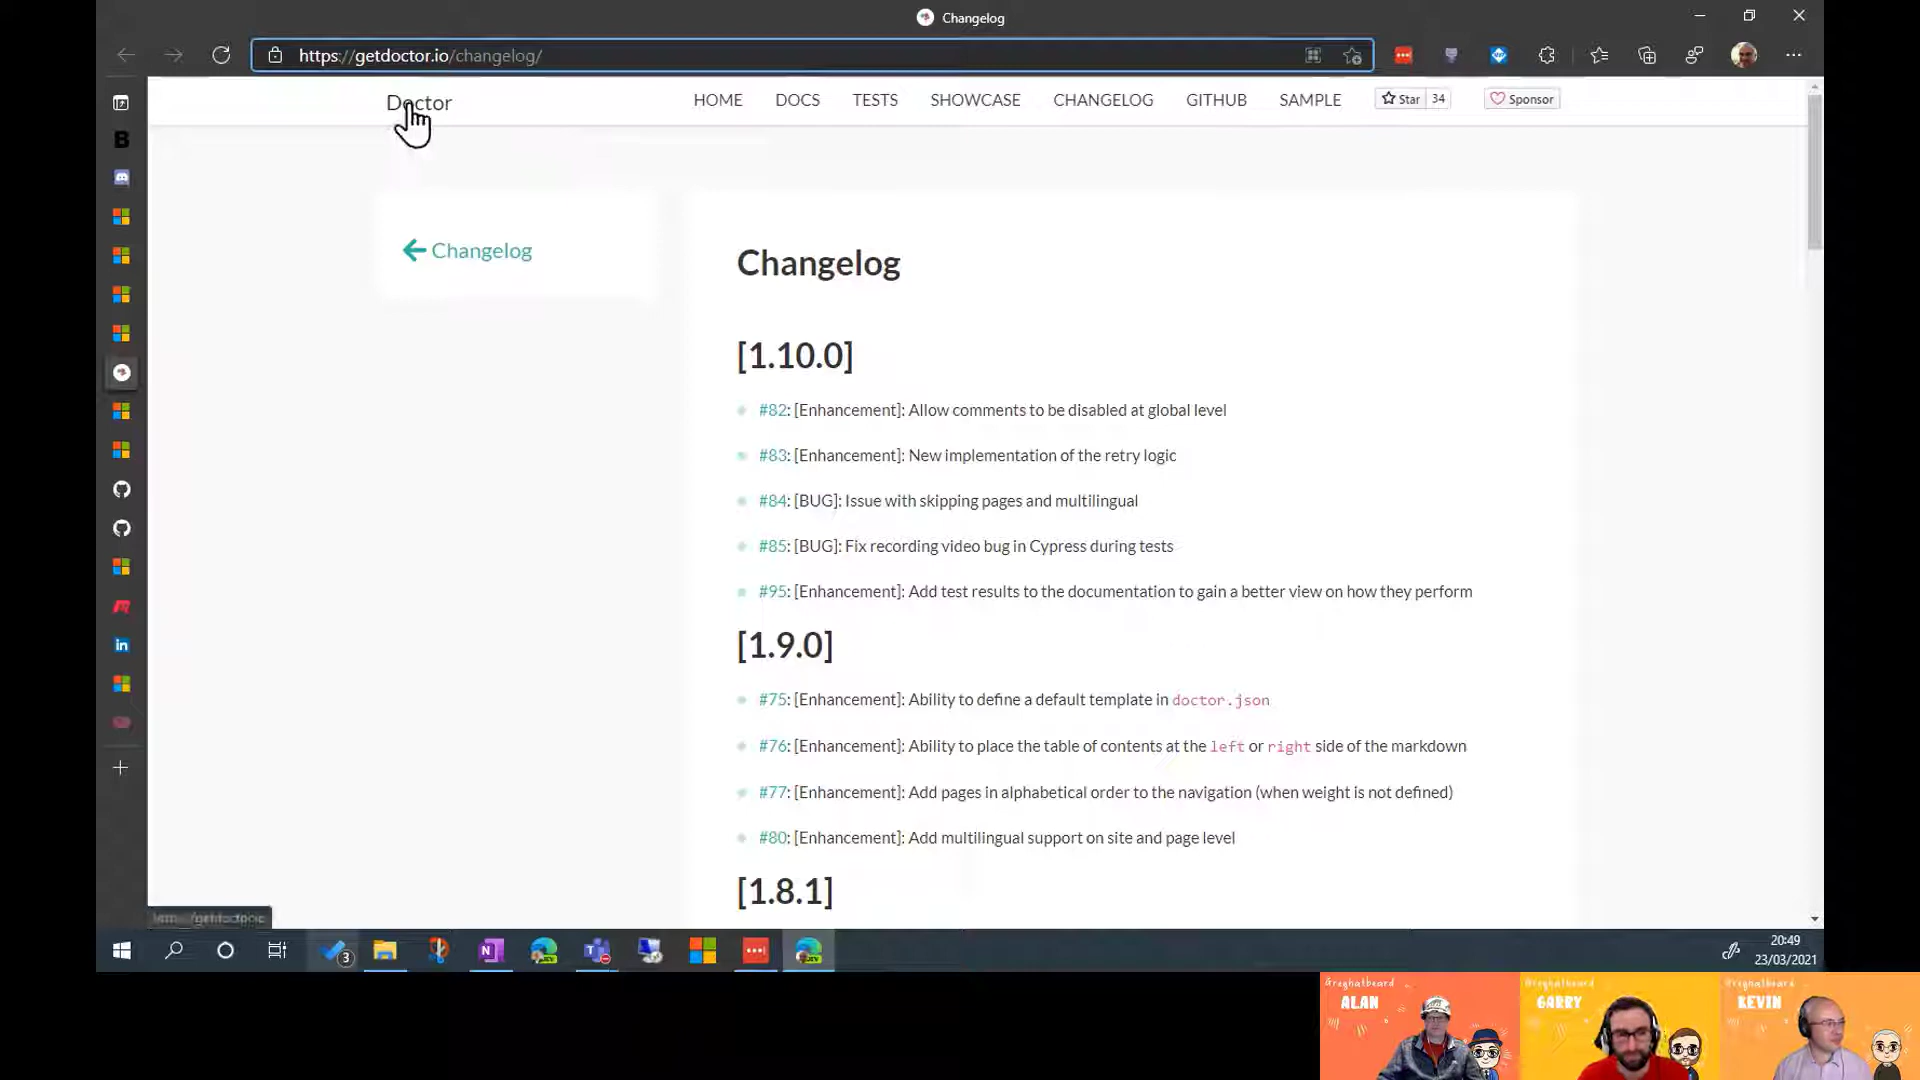 Changelog
https://getdoctor.io/changelog/
Doctor
HOME
DOCS
TESTS
SHOWCASE
CHANGELOG
GITHUB
SAMPLE
Star 34
Sponsor
Changelog
Changelog
[1.10.0]
#82: [Enhancement]: Allow comments to be disabled at global level
#83: [Enhancement]: New implementation of the retry logic
#84: [BUG]: Issue with skipping pages and multilingual
#85: [BUG]: Fix recording video bug in Cypress during tests
#95: [Enhancement]: Add test results to the documentation to gain a better view on how they perform
[1.9.0]
#75: [Enhancement]: Ability to define a default template in doctor.json
#76: [Enhancement]: Ability to place the table of contents at the left or right side of the markdown
#77: [Enhancement]: Add pages in alphabetical order to the navigation (when weight is not defined)
#80: [Enhancement]: Add multilingual support on site and page level
[1.8.1]
3
20:49
23/03/2021
ALAN
GARRY
KEVIN